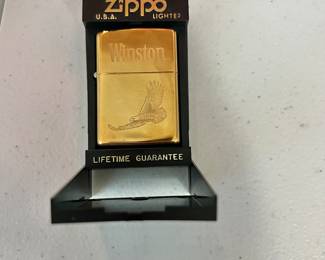 zippo
U.S.A. LIGHTER
Winston
LIFETIME GUARANTEE